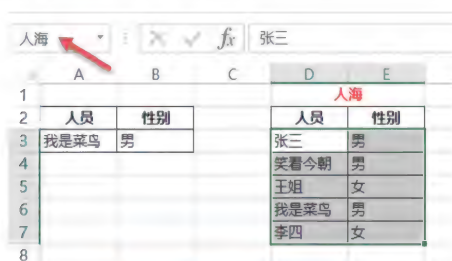 人海 fx 张三
A B C D E
1 人海
2 人员 性别 人员 性别
3 我是菜鸟 男 张三 男
4 笑看今朝 男
5 王姐 女
6 我是菜鸟 男
7 李四 女
8